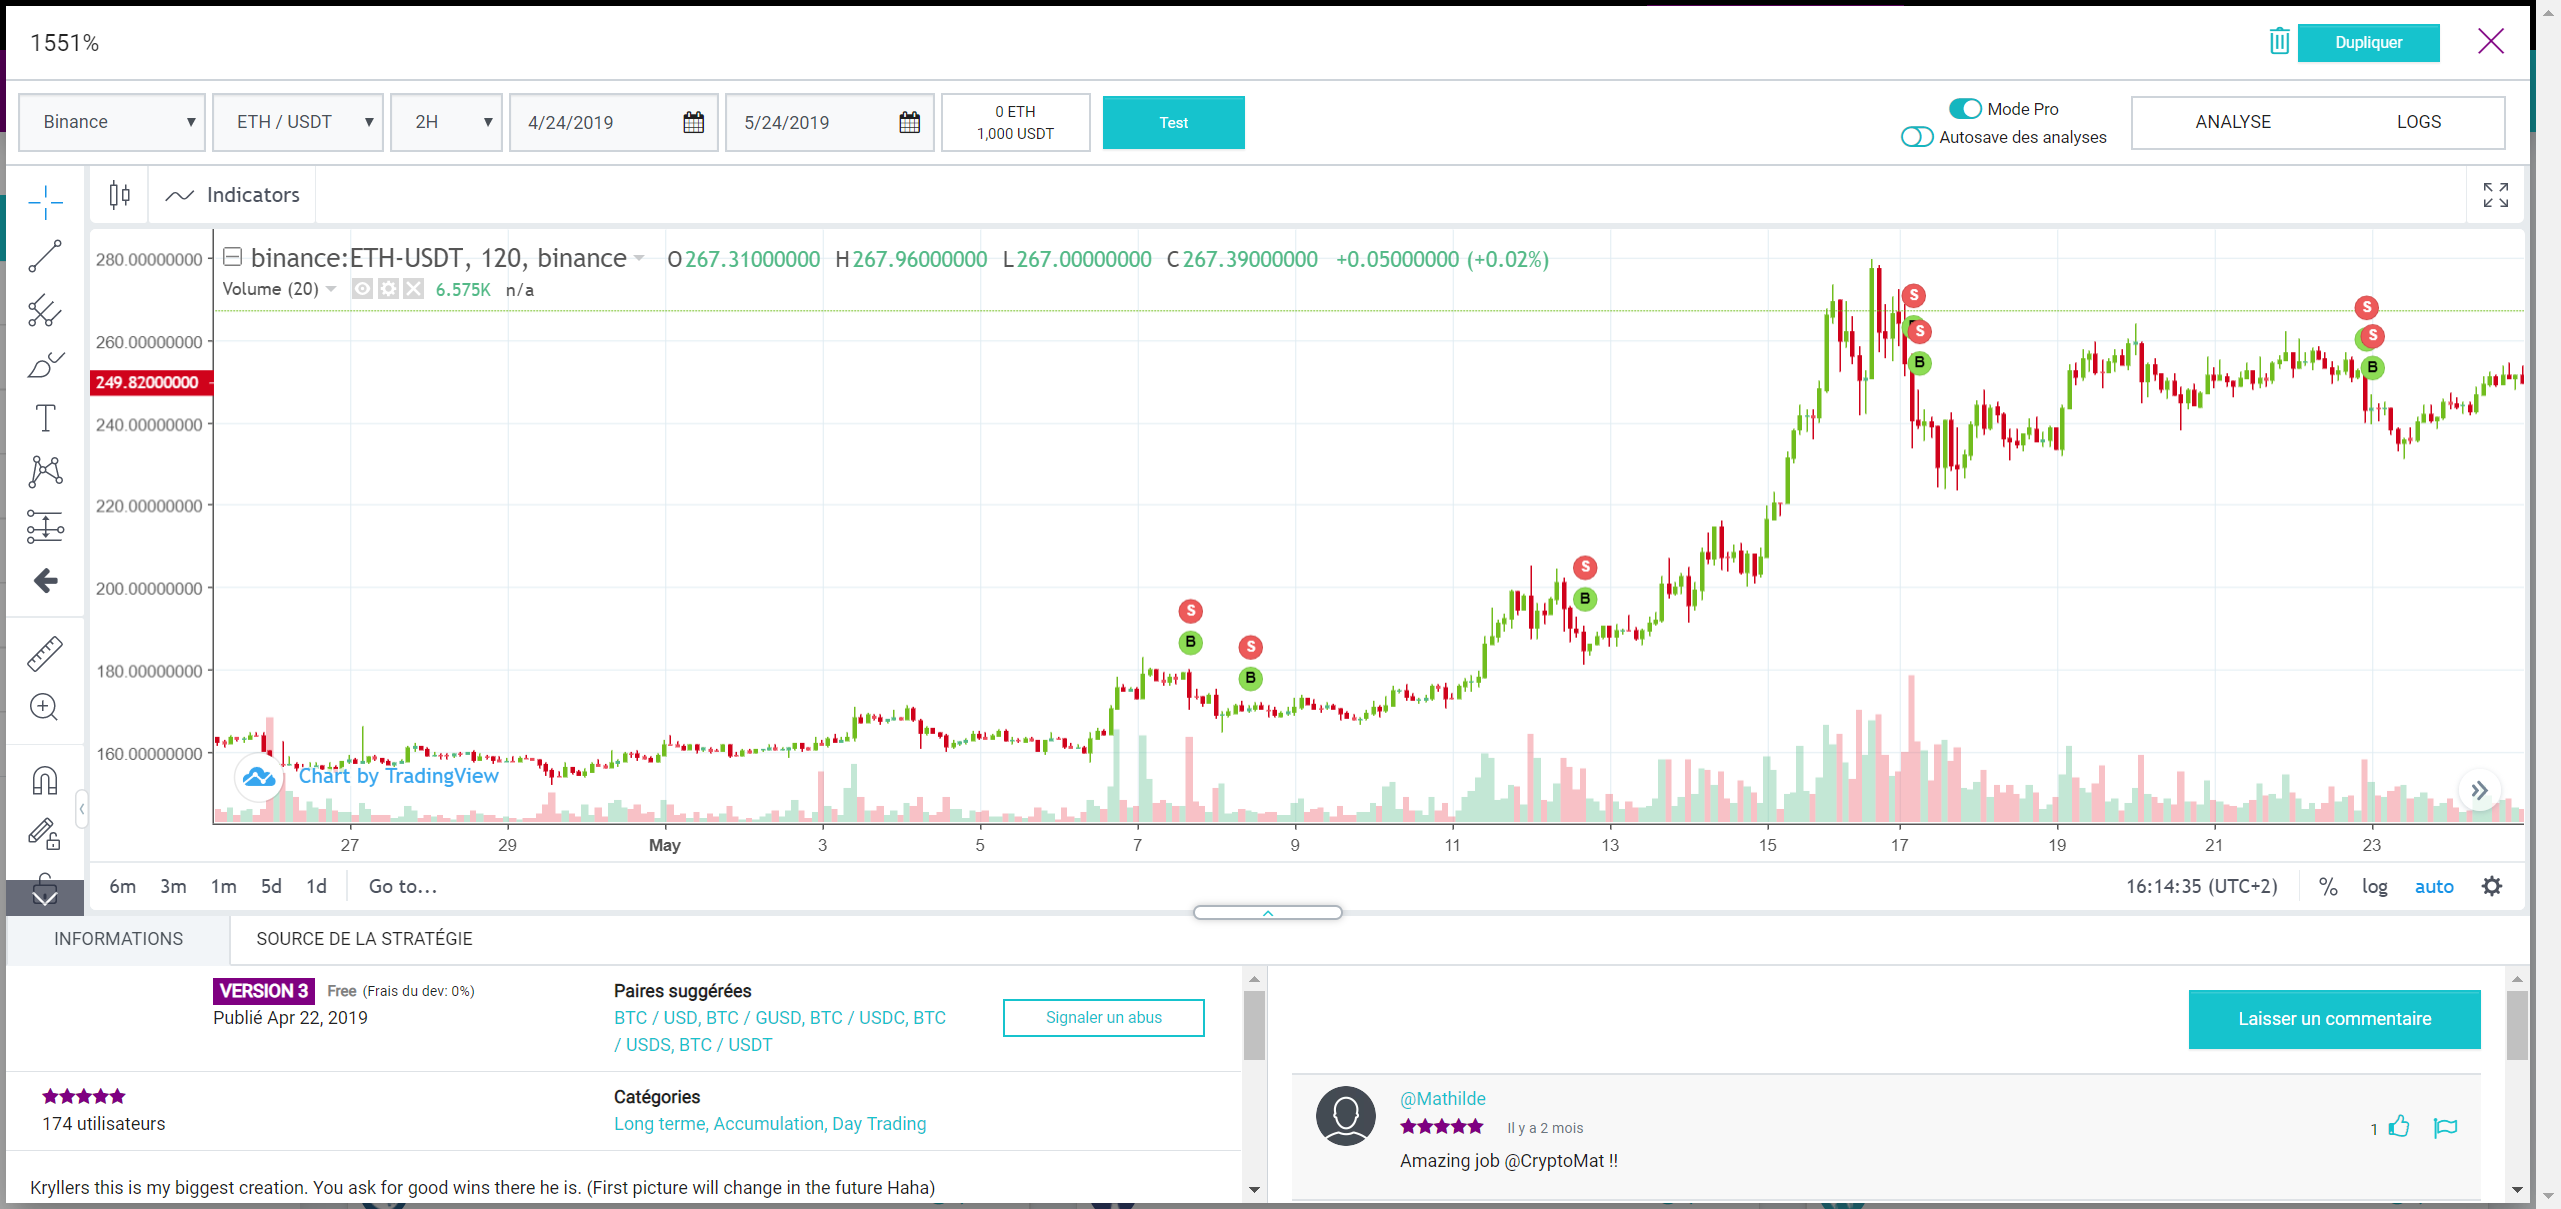 1551%
Dupliquer
Binance
ETH / USDT
2H
4/24/2019
5/24/2019
0 ETH
1,000 USDT
Test
Mode Pro
Autosave des analyses
ANALYSE
LOGS
Indicators
binance:ETH-USDT, 120, binance
O267.31000000 H267.96000000 L267.00000000 C267.39000000 +0.05000000 (+0.02%)
Volume (20) 6.575K n/a
280.00000000
260.00000000
249.82000000
240.00000000
220.00000000
200.00000000
180.00000000
160.00000000
S
B
S
B
S
B
S
S
B
S
S
B
Chart by TradingView
27 29 May 3 5 7 9 11 13 15 17 19 21 23
6m 3m 1m 5d 1d Go to...
16:14:35 (UTC+2) % log auto
INFORMATIONS
SOURCE DE LA STRATÉGIE
VERSION 3 Free (Frais du dev: 0%)
Publié Apr 22, 2019
Paires suggérées
BTC / USD, BTC / GUSD, BTC / USDC, BTC
/ USDS, BTC / USDT
Signaler un abus
174 utilisateurs
Catégories
Long terme, Accumulation, Day Trading
Kryllers this is my biggest creation. You ask for good wins there he is. (First picture will change in the future Haha)
Laisser un commentaire
@Mathilde
Il y a 2 mois
1
Amazing job @CryptoMat !!